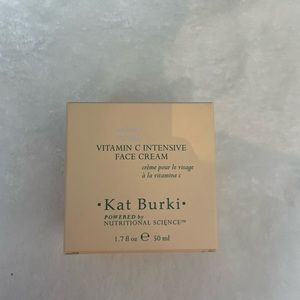 VITAMIN C INTENSIVE
FACE CREAM
crème pour le visage
à la vitamina c
• Kat Burki •
POWERED by
NUTRITIONAL SCIENCE™
1.7 fl oz ℮ 50 ml